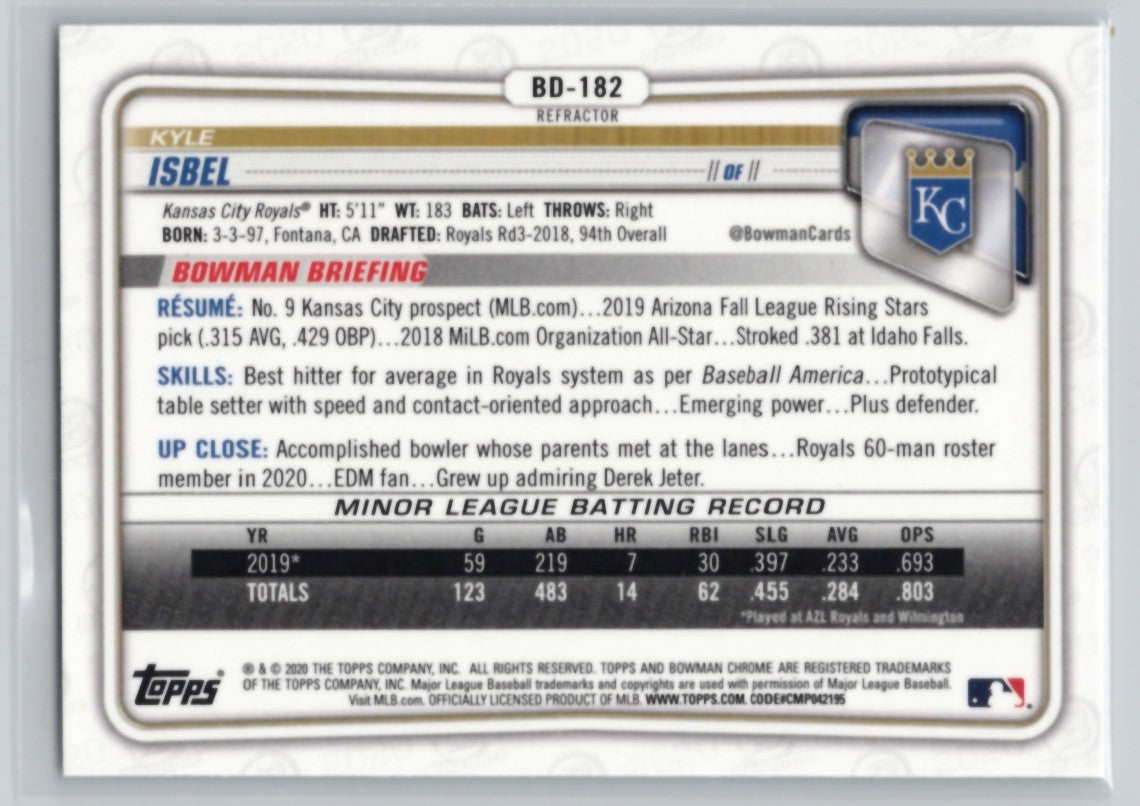 BD-182
REFRACTOR
KYLE
ISBEL // OF //
Kansas City Royals® HT: 5'11" WT: 183 BATS: Left THROWS: Right
BORN: 3-3-97, Fontana, CA DRAFTED: Royals Rd3-2018, 94th Overall @BowmanCards
KC
BOWMAN BRIEFING
RÉSUMÉ: No. 9 Kansas City prospect (MLB.com)...2019 Arizona Fall League Rising Stars
pick (.315 AVG, .429 OBP)...2018 MiLB.com Organization All-Star...Stroked .381 at Idaho Falls.
SKILLS: Best hitter for average in Royals system as per Baseball America...Prototypical
table setter with speed and contact-oriented approach...Emerging power...Plus defender.
UP CLOSE: Accomplished bowler whose parents met at the lanes...Royals 60-man roster
member in 2020...EDM fan...Grew up admiring Derek Jeter.
MINOR LEAGUE BATTING RECORD
YR G AB HR RBI SLG AVG OPS
2019* 59 219 7 30 .397 .233 .693
TOTALS 123 483 14 62 .455 .284 .803
*Played at AZL Royals and Wilmington
Topps ® & © 2020 THE TOPPS COMPANY, INC. ALL RIGHTS RESERVED. TOPPS AND BOWMAN CHROME ARE REGISTERED TRADEMARKS
OF THE TOPPS COMPANY, INC. Major League Baseball trademarks and copyrights are used with permission of Major League Baseball.
Visit MLB.com. OFFICIALLY LICENSED PRODUCT OF MLB. WWW.TOPPS.COM. CODE#CMP042195